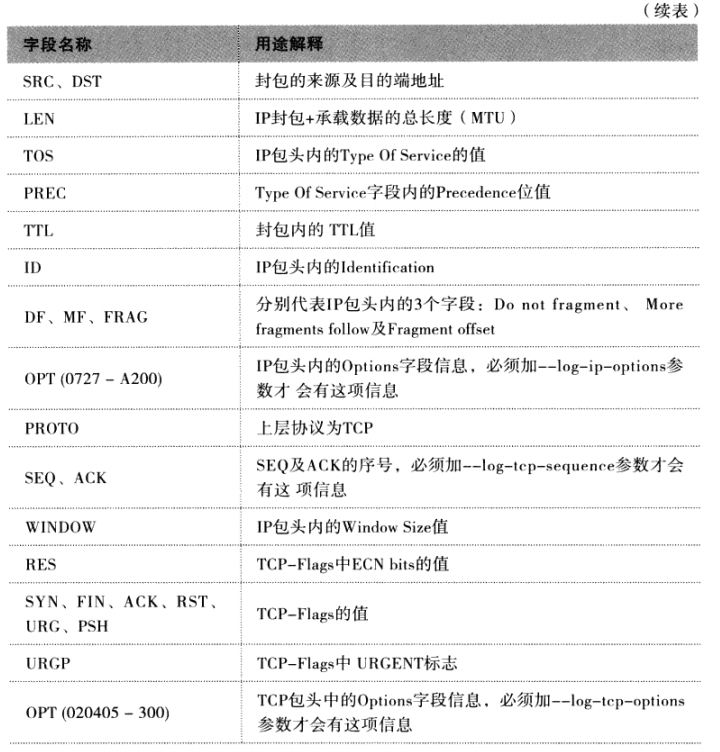 （续表）
字段名称 用途解释
SRC、DST 封包的来源及目的端地址
LEN IP封包+承载数据的总长度（MTU）
TOS IP包头内的Type Of Service的值
PREC Type Of Service字段内的Precedence位值
TTL 封包内的 TTL值
ID IP包头内的Identification
DF、MF、FRAG 分别代表IP包头内的3个字段：Do not fragment、 More
fragments follow及Fragment offset
OPT (0727 – A200) IP包头内的Options字段信息，必须加--log-ip-options参
数才 会有这项信息
PROTO 上层协议为TCP
SEQ、ACK SEQ及ACK的序号，必须加--log-tcp-sequence参数才会
有这 项信息
WINDOW IP包头内的Window Size值
RES TCP–Flags中ECN bits的值
SYN、FIN、ACK、RST、
URG、PSH TCP–Flags的值
URGP TCP–Flags中 URGENT标志
OPT (020405 – 300) TCP包头中的Options字段信息，必须加--log-tcp-options
参数才会有这项信息